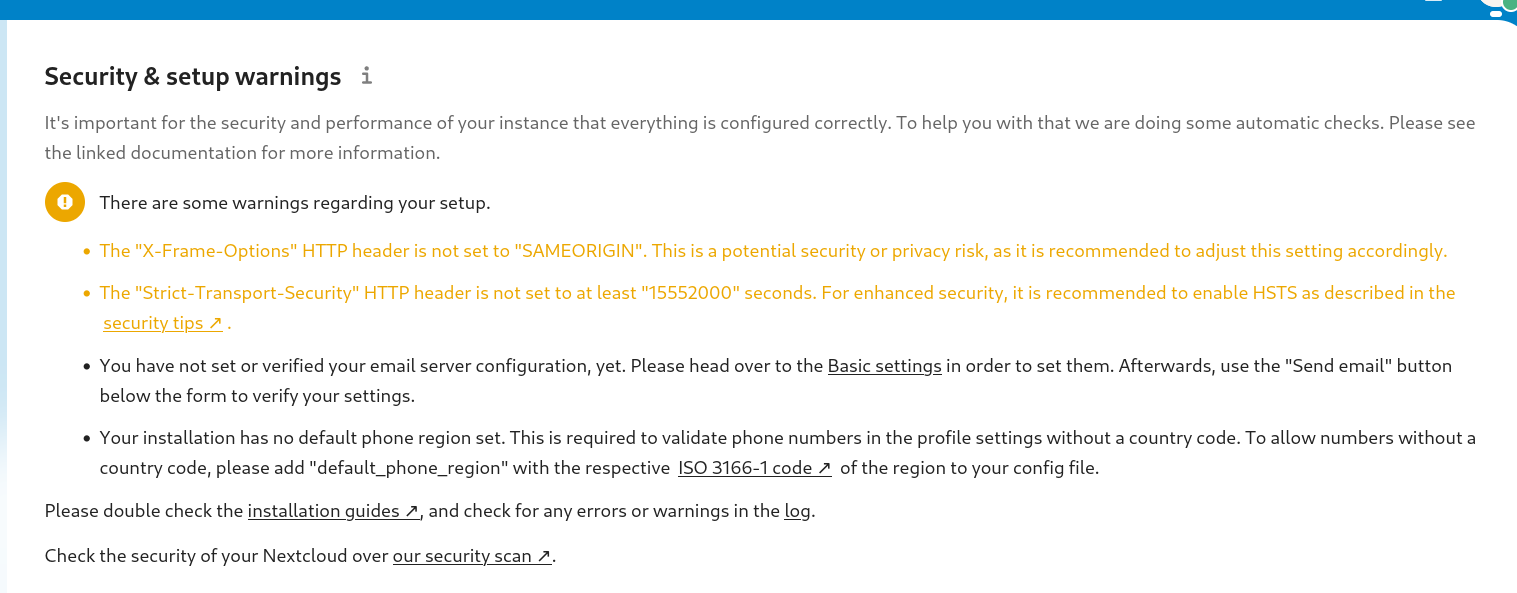 Security & setup warnings i
It's important for the security and performance of your instance that everything is configured correctly. To help you with that we are doing some automatic checks. Please see
the linked documentation for more information.
There are some warnings regarding your setup.
• The "X-Frame-Options" HTTP header is not set to "SAMEORIGIN". This is a potential security or privacy risk, as it is recommended to adjust this setting accordingly.
• The "Strict-Transport-Security" HTTP header is not set to at least "15552000" seconds. For enhanced security, it is recommended to enable HSTS as described in the
security tips ↗ .
• You have not set or verified your email server configuration, yet. Please head over to the Basic settings in order to set them. Afterwards, use the "Send email" button
below the form to verify your settings.
• Your installation has no default phone region set. This is required to validate phone numbers in the profile settings without a country code. To allow numbers without a
country code, please add "default_phone_region" with the respective ISO 3166-1 code ↗ of the region to your config file.
Please double check the installation guides ↗, and check for any errors or warnings in the log.
Check the security of your Nextcloud over our security scan ↗.